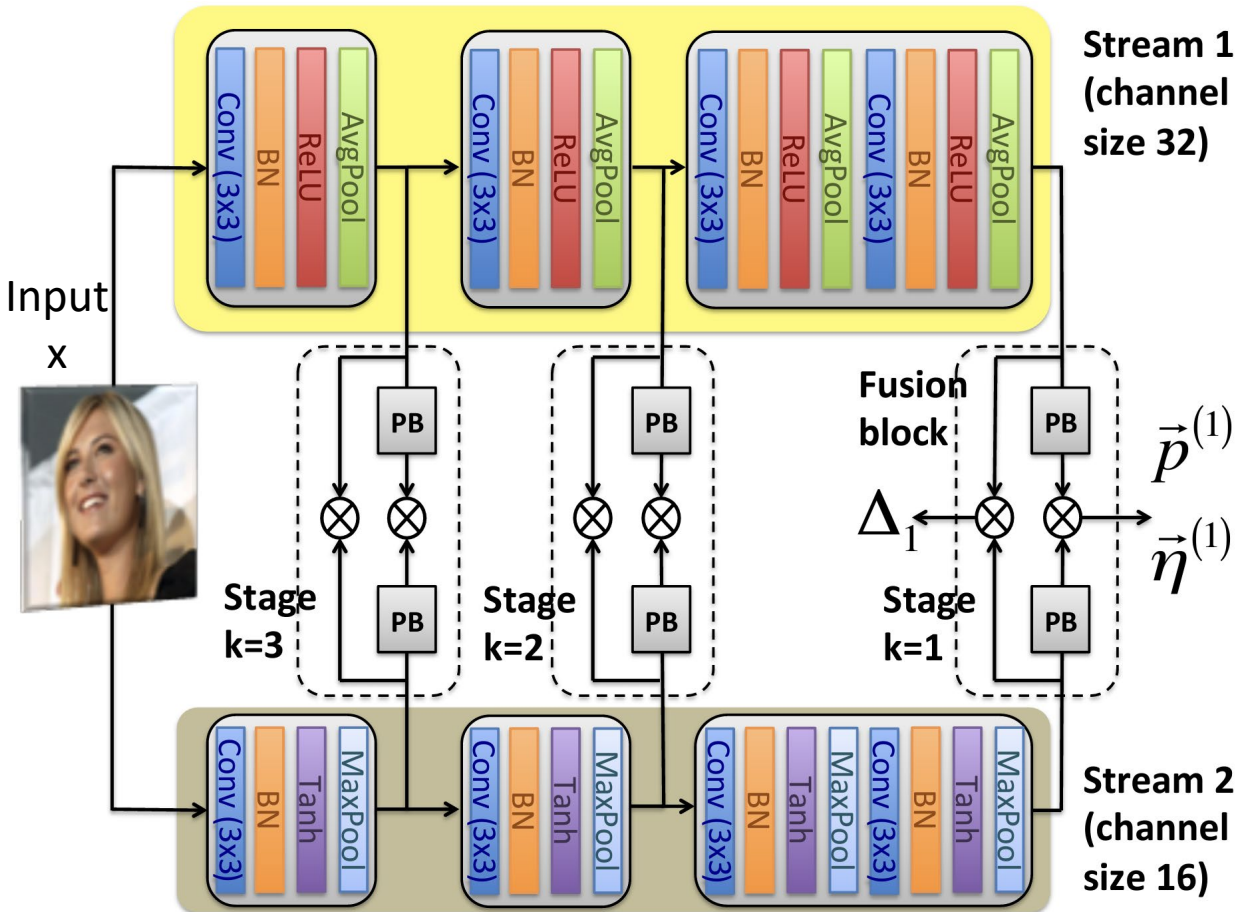 Conv (3x3)
BN
ReLU
AvgPool
Conv (3x3)
BN
ReLU
AvgPool
Conv (3x3)
BN
ReLU
AvgPool
Conv (3x3)
BN
ReLU
AvgPool
Stream 1
(channel
size 32)
Input
x
PB
PB
Stage
k=3
PB
PB
Stage
k=2
Fusion
block
PB
PB
Δ₁
Stage
k=1
p⃗⁽¹⁾
η⃗⁽¹⁾
Conv (3x3)
BN
Tanh
MaxPool
Conv (3x3)
BN
Tanh
MaxPool
Conv (3x3)
BN
Tanh
MaxPool
Conv (3x3)
BN
Tanh
MaxPool
Stream 2
(channel
size 16)